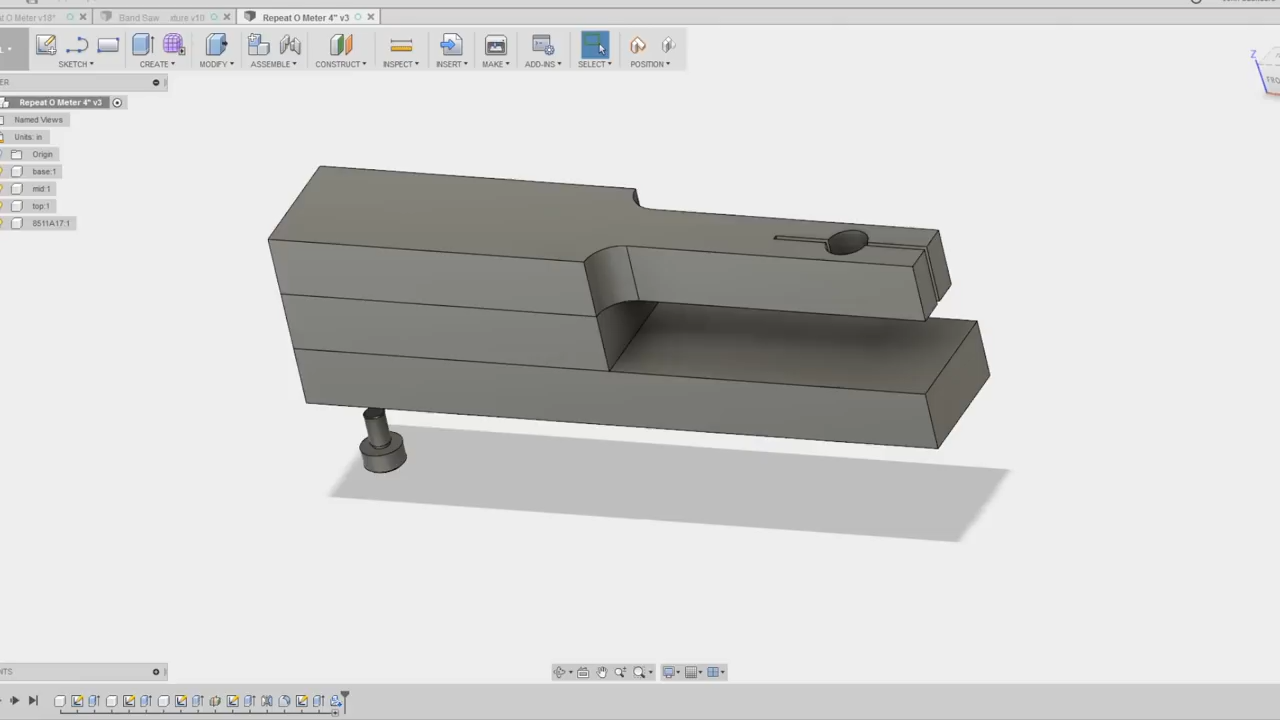 t O Meter v18*
Band Saw xture v10
Repeat O Meter 4" v3
SKETCH
CREATE
MODIFY
ASSEMBLE
CONSTRUCT
INSPECT
INSERT
MAKE
ADD-INS
SELECT
POSITION
Z
FRO
ER
Repeat O Meter 4" v3
Named Views
Units: in
Origin
base:1
mid:1
top:1
8511A17:1
NTS